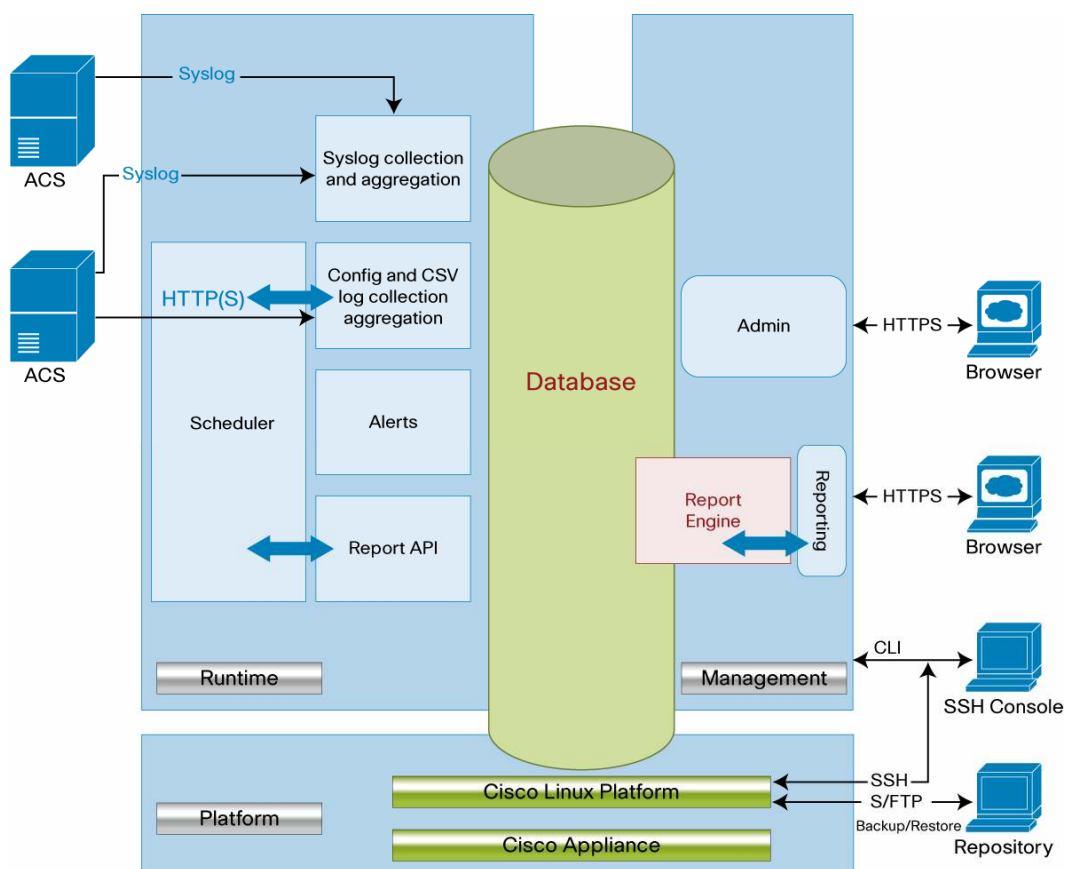 Syslog
ACS
Syslog
Syslog collection
and aggregation
ACS
HTTP(S)
Config and CSV
log collection
aggregation
Scheduler
Alerts
Report API
Runtime
Database
Admin
HTTPS
Browser
Report
Engine
Reporting
HTTPS
Browser
Management
CLI
SSH Console
Platform
Cisco Linux Platform
Cisco Appliance
SSH
S/FTP
Backup/Restore
Repository